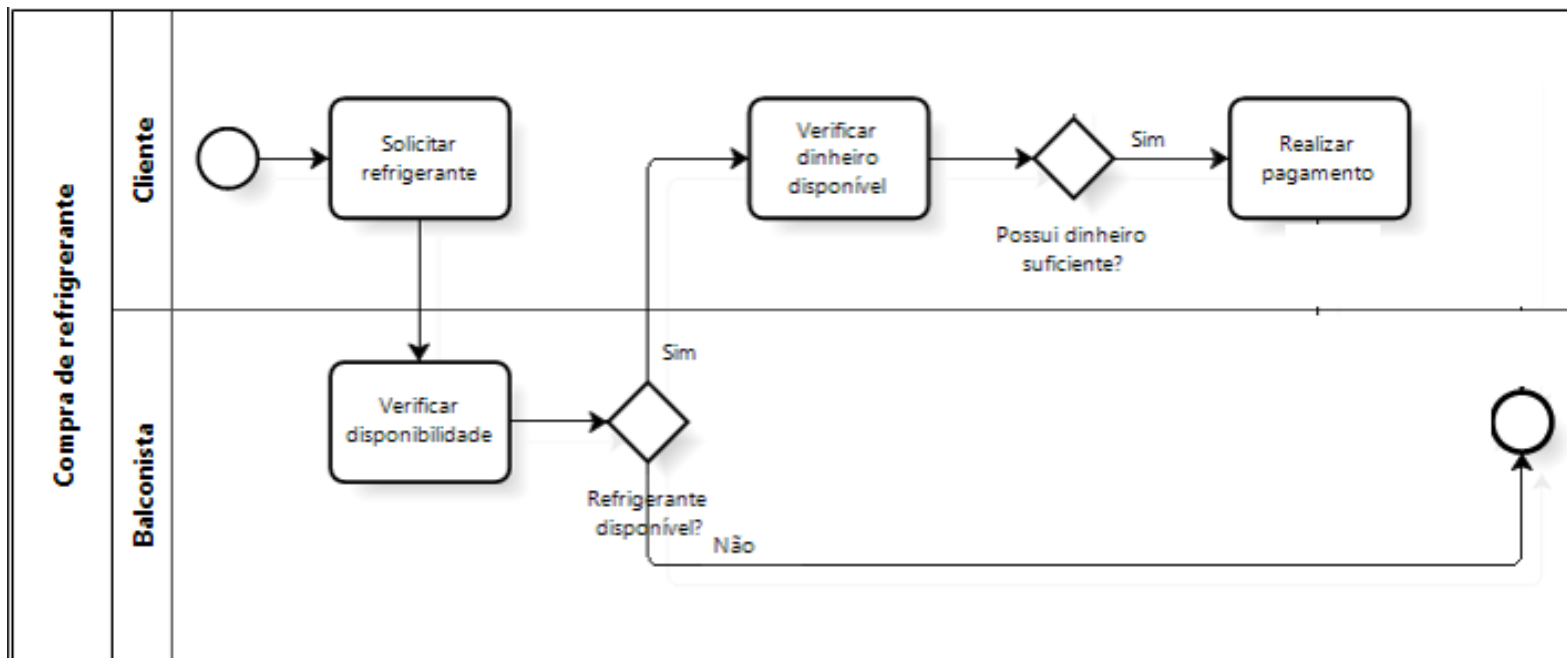 Compra de refrigrerante
Cliente
Solicitar
refrigerante
Verificar
dinheiro
disponível
Sim
Possui dinheiro
suficiente?
Realizar
pagamento
Balconista
Verificar
disponibilidade
Sim
Refrigerante
disponível?
Não